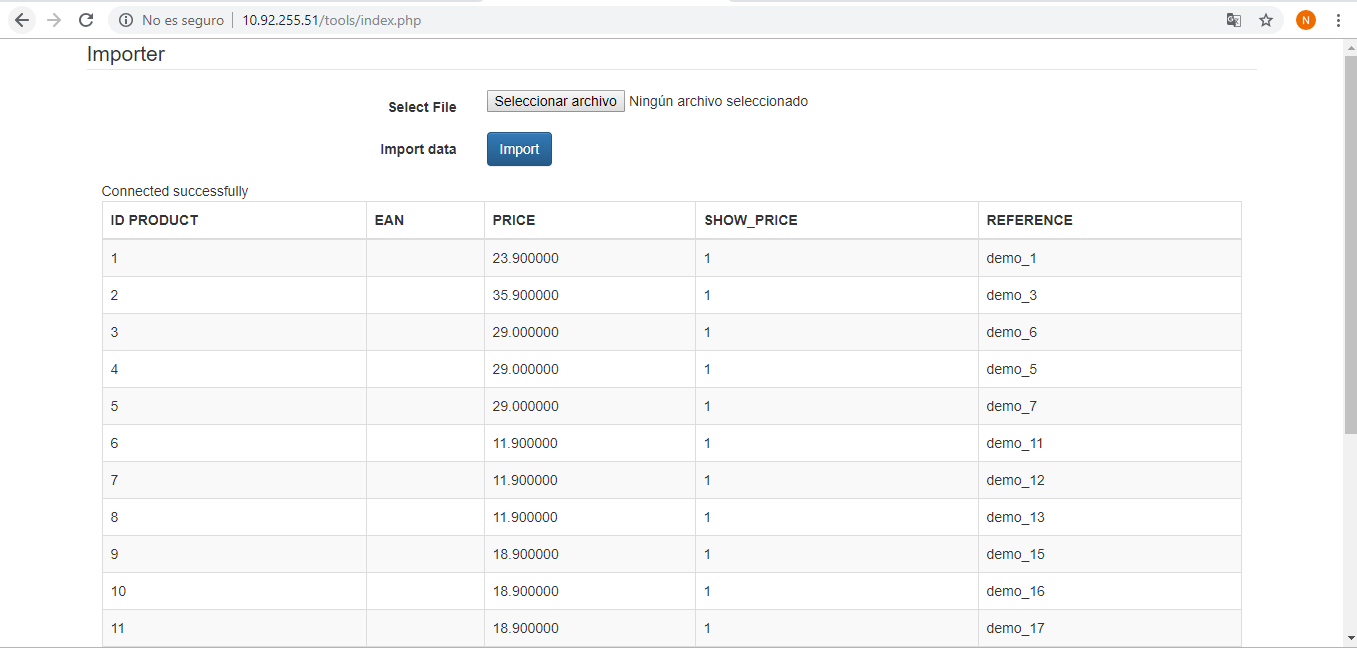 No es seguro | 10.92.255.51/tools/index.php N
Importer
Select File Seleccionar archivo Ningún archivo seleccionado
Import data Import
Connected successfully
ID PRODUCT EAN PRICE SHOW_PRICE REFERENCE
1 23.900000 1 demo_1
2 35.900000 1 demo_3
3 29.000000 1 demo_6
4 29.000000 1 demo_5
5 29.000000 1 demo_7
6 11.900000 1 demo_11
7 11.900000 1 demo_12
8 11.900000 1 demo_13
9 18.900000 1 demo_15
10 18.900000 1 demo_16
11 18.900000 1 demo_17